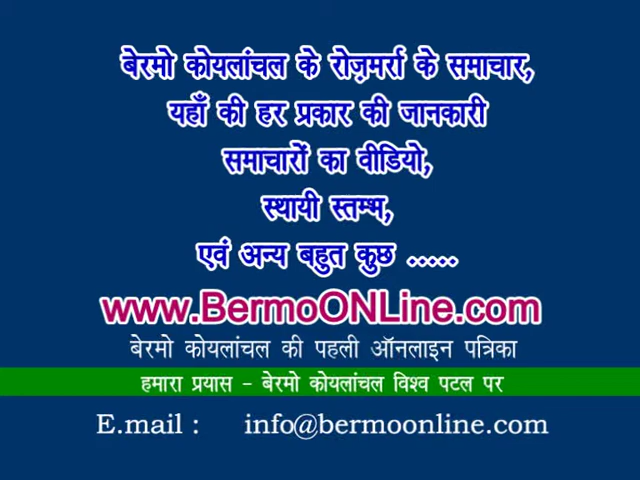 बेरमो कोयलांचल के रोज़मर्रा के समाचार,
यहाँ की हर प्रकार की जानकारी
समाचारों का वीडियो,
स्थायी स्तम्भ,
एवं अन्य बहुत कुछ .....
www.BermoONLine.com
बेरमो कोयलांचल की पहली ऑनलाइन पत्रिका
हमारा प्रयास - बेरमो कोयलांचल विश्व पटल पर
E.mail : info@bermoonline.com